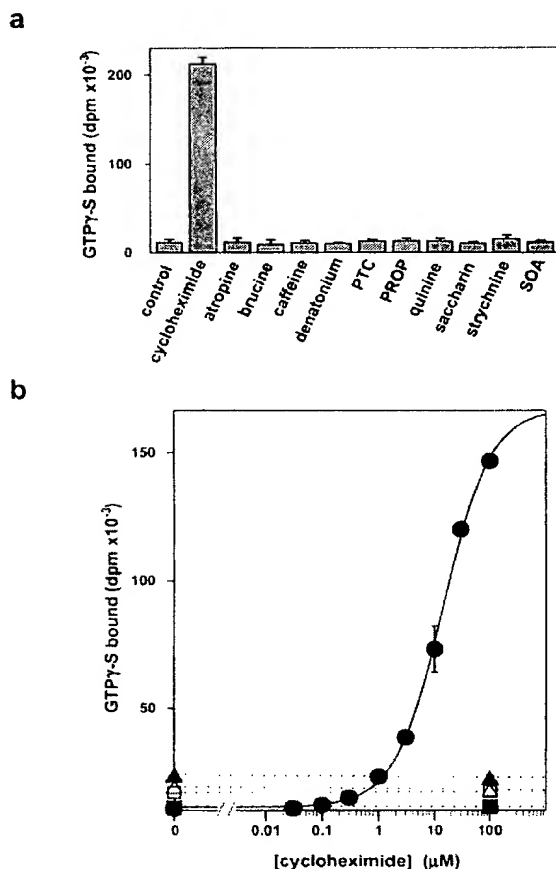 a
GTPγ-S bound (dpm x10⁻³)
200
100
0
control
cycloheximide
atropine
brucine
caffeine
denatonium
PTC
PROP
quinine
saccharin
strychnine
SOA
b
GTPγ-S bound (dpm x10⁻³)
150
100
50
0
0.01
0.1
1
10
100
[cycloheximide] (μM)